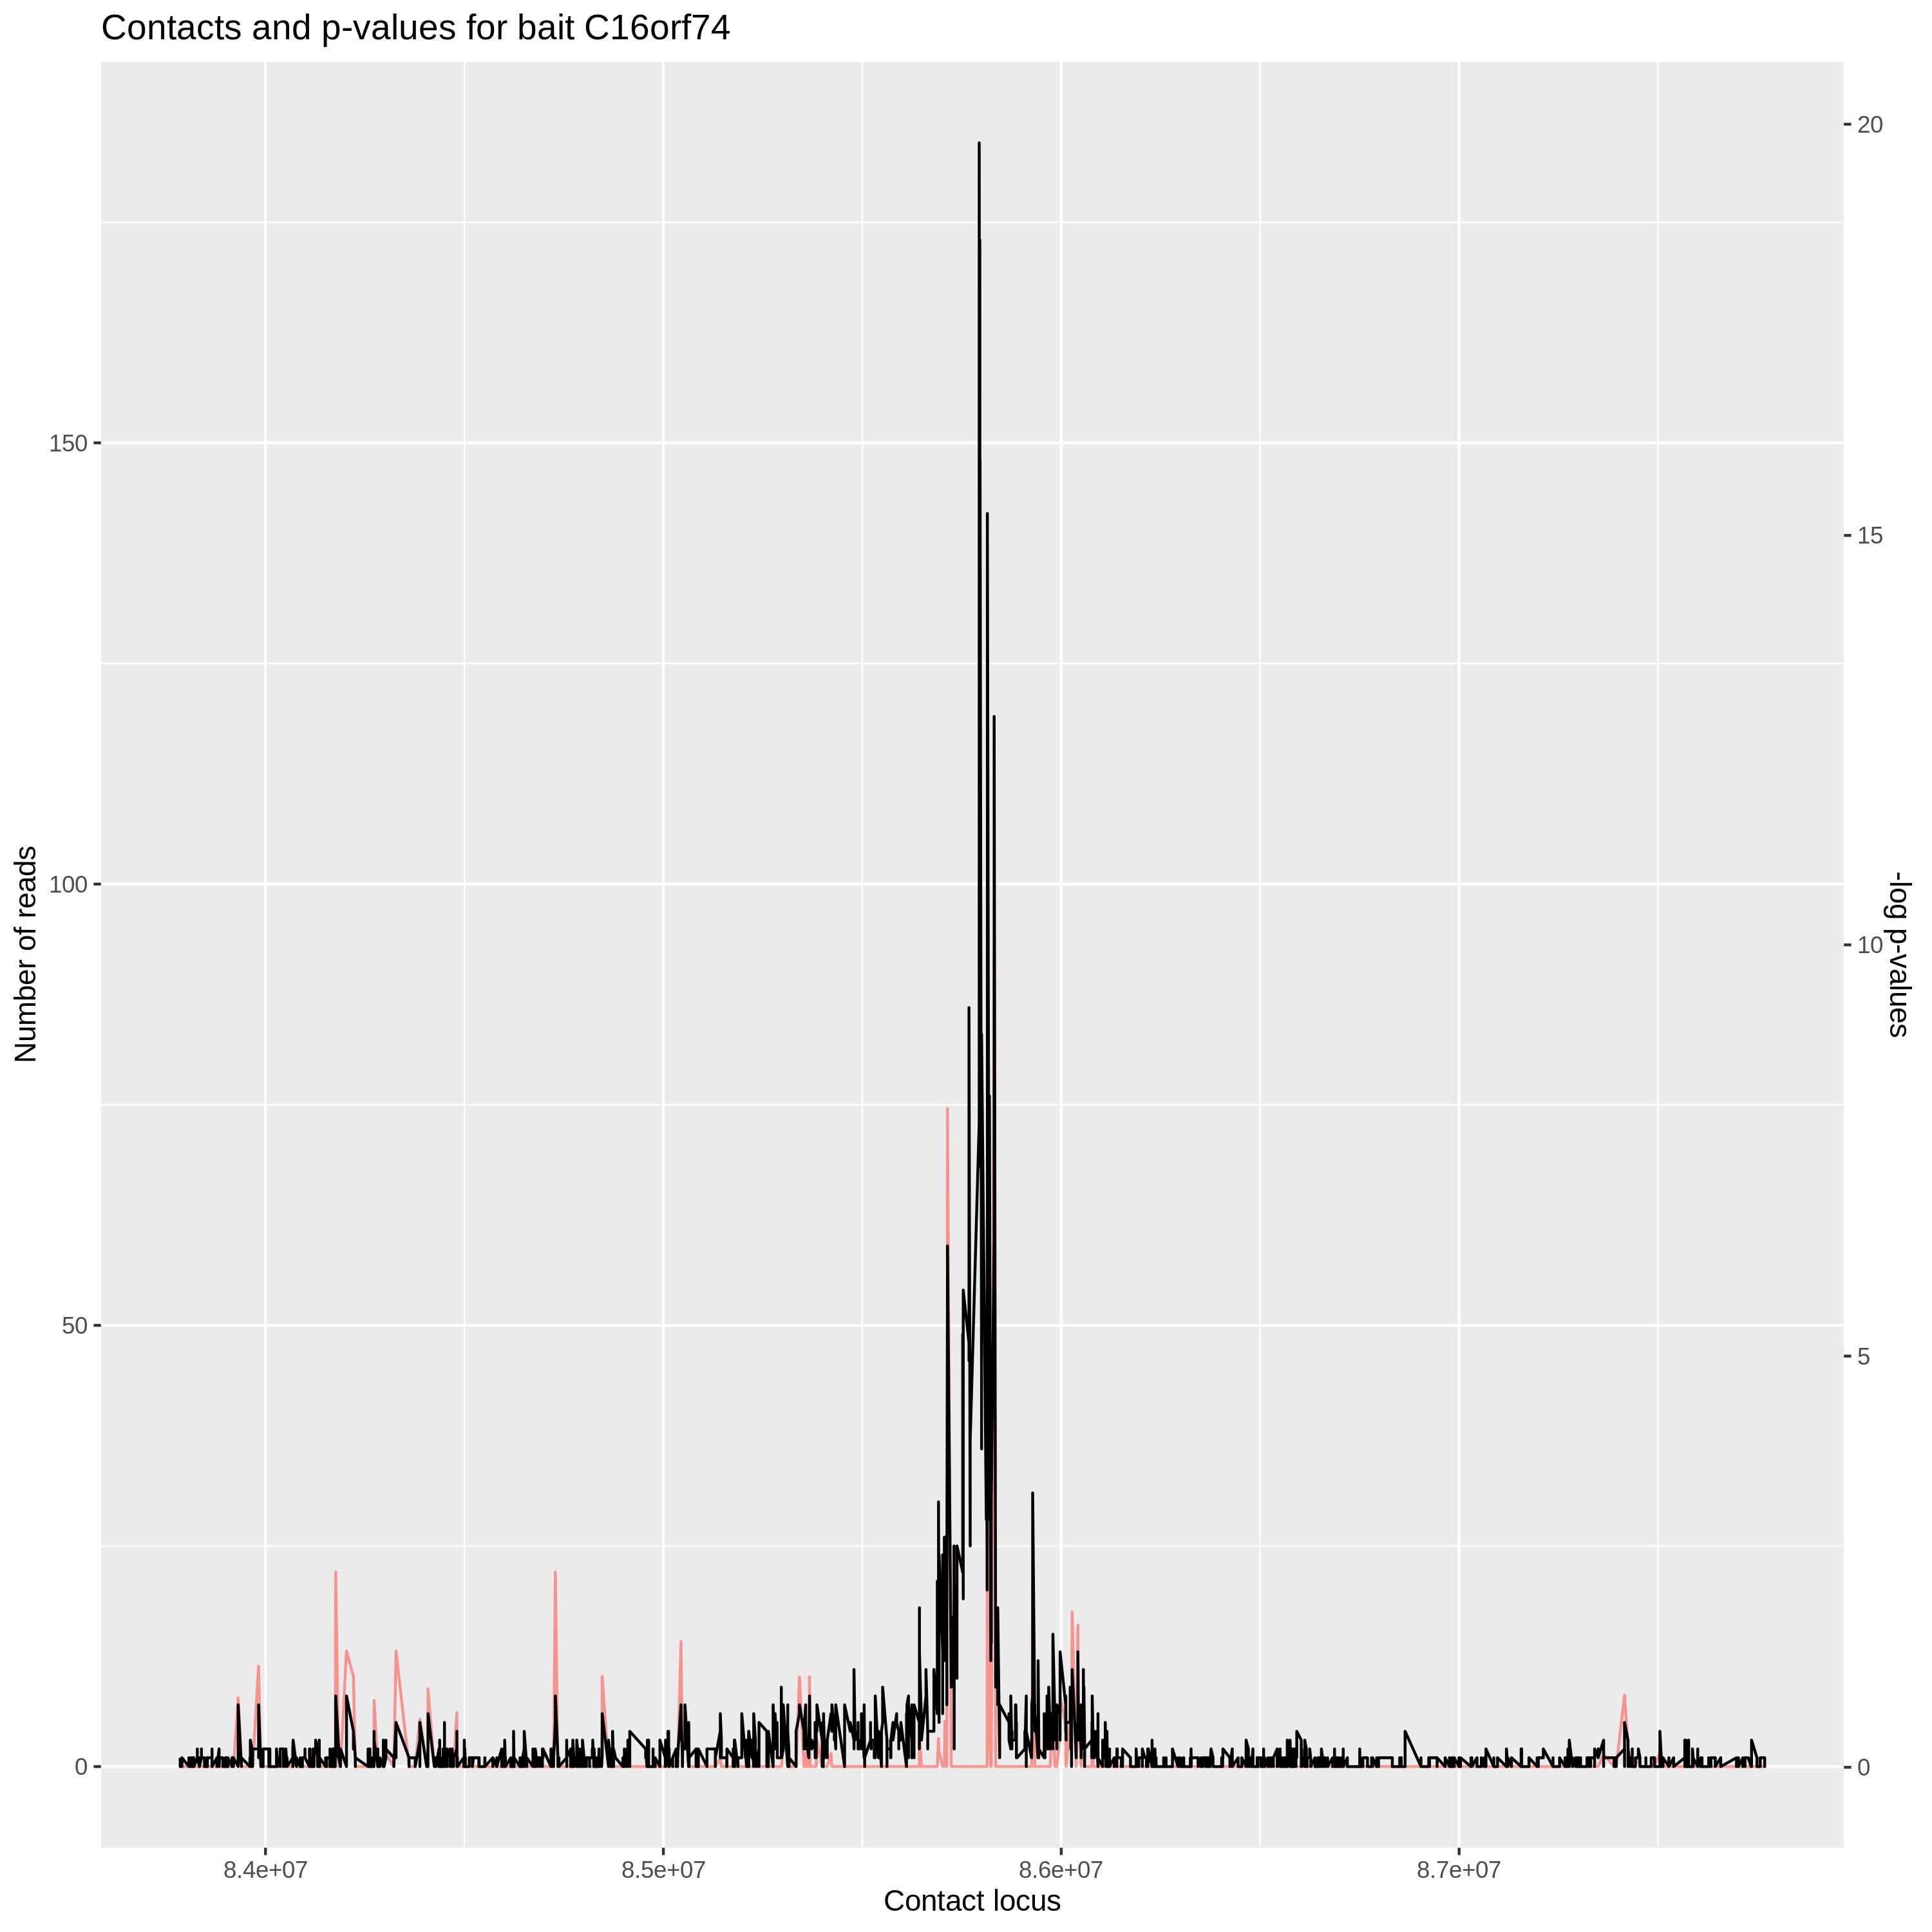 Contacts and p-values for bait C16orf74
Number of reads
150
100
50
0
20
15
10
5
0
-log p-values
8.4e+07
8.5e+07
8.6e+07
8.7e+07
Contact locus